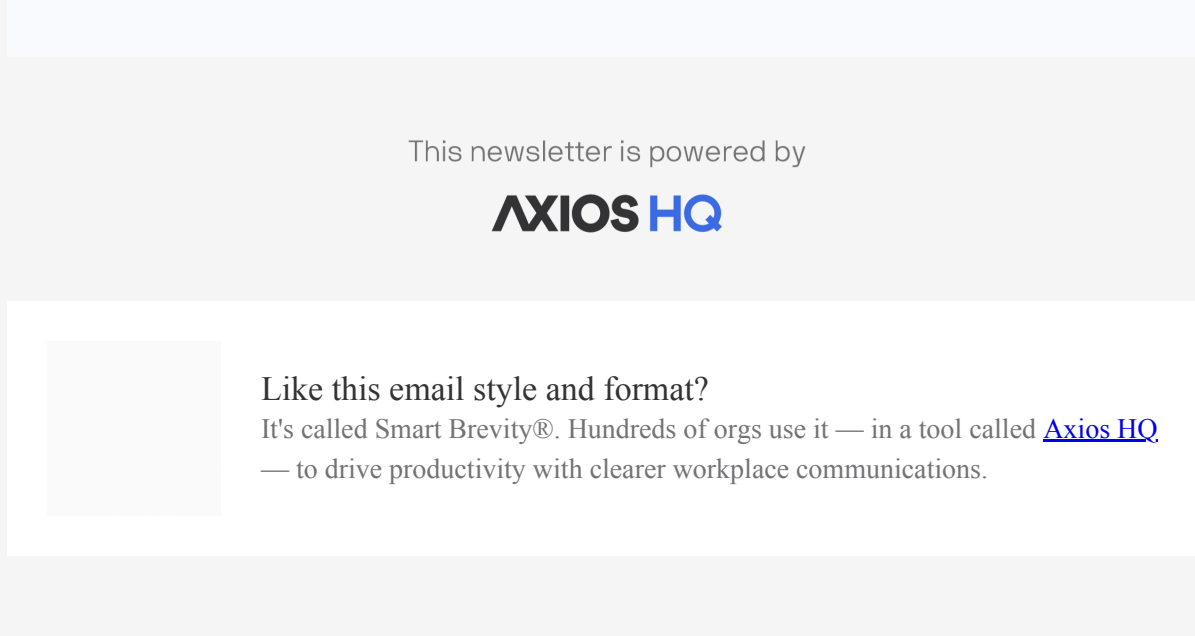 This newsletter is powered by
AXIOS HQ
Like this email style and format?
It's called Smart Brevity®. Hundreds of orgs use it — in a tool called Axios HQ
— to drive productivity with clearer workplace communications.